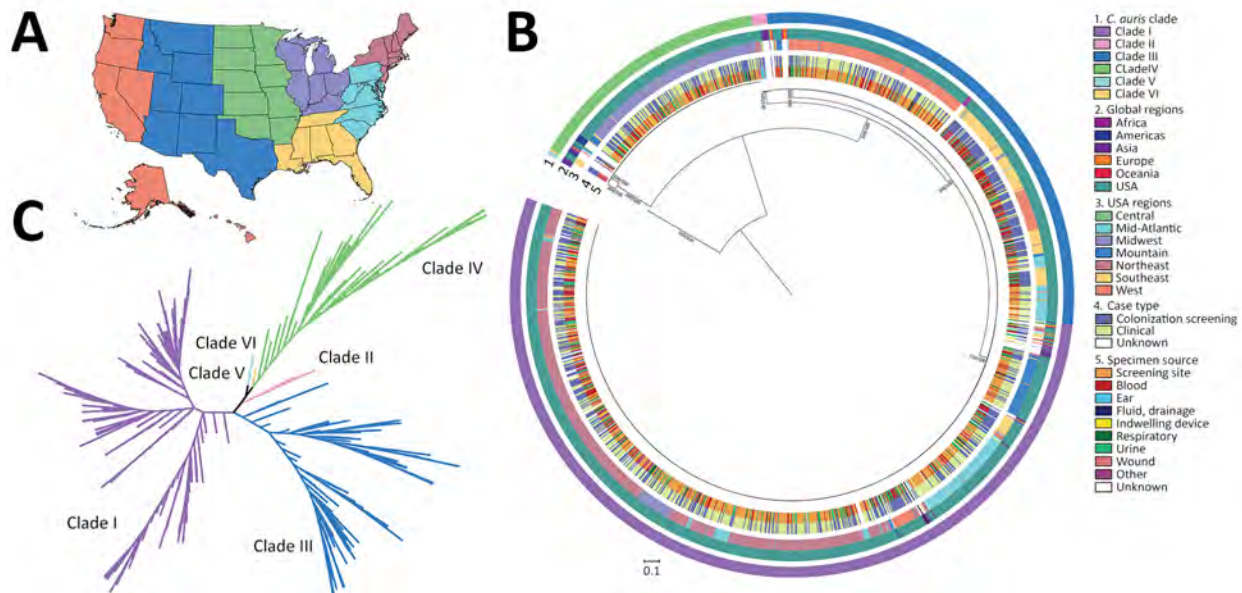 A
B
1. C. auris clade
Clade I
Clade II
Clade III
CLadeIV
Clade V
Clade VI
2. Global regions
Africa
Americas
Asia
Europe
Oceania
USA
3. USA regions
Central
Mid-Atlantic
Midwest
Mountain
Northeast
Southeast
West
4. Case type
Colonization screening
Clinical
Unknown
5. Specimen source
Screening site
Blood
Ear
Fluid, drainage
Indwelling device
Respiratory
Urine
Wound
Other
Unknown
1
2
3
4
5
0.1
C
Clade IV
Clade VI
Clade V
Clade II
Clade I
Clade III